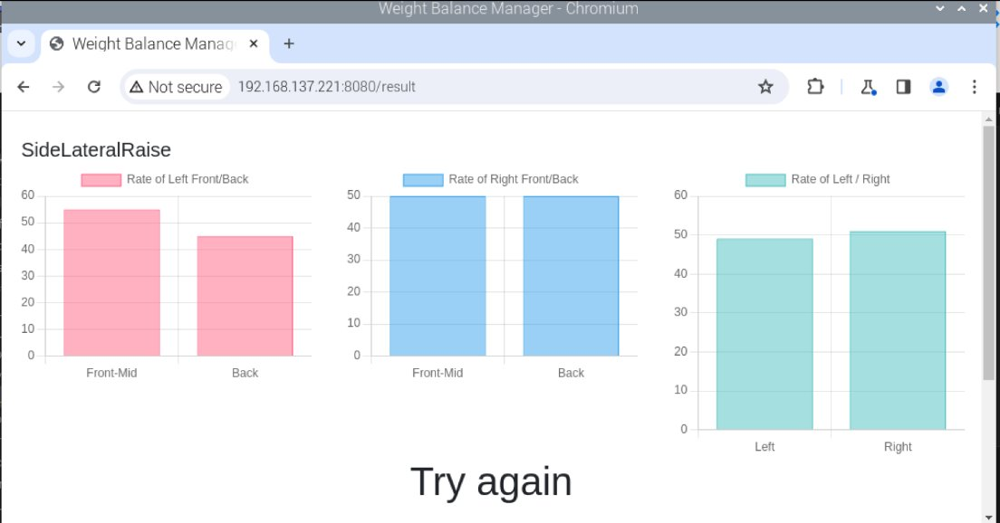 Weight Balance Manager - Chromium
Weight Balance Manag
Not secure 192.168.137.221:8080/result
SideLateralRaise
Rate of Left Front/Back
60
50
40
30
20
10
0
Front-Mid Back
Rate of Right Front/Back
50
40
30
20
10
0
Front-Mid Back
Rate of Left / Right
60
50
40
30
20
10
0
Left Right
Try again